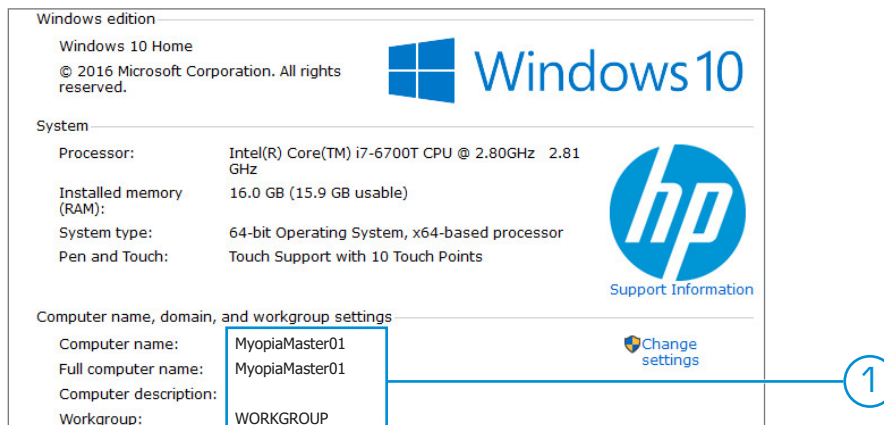 Windows edition
Windows 10 Home
© 2016 Microsoft Corporation. All rights
reserved.
Windows 10
System
Processor: Intel(R) Core(TM) i7-6700T CPU @ 2.80GHz 2.81
GHz
Installed memory 16.0 GB (15.9 GB usable)
(RAM):
System type: 64-bit Operating System, x64-based processor
Pen and Touch: Touch Support with 10 Touch Points
hp
Support Information
Computer name, domain, and workgroup settings
Computer name: MyopiaMaster01
Change
settings
Full computer name: MyopiaMaster01
1
Computer description:
Workgroup: WORKGROUP